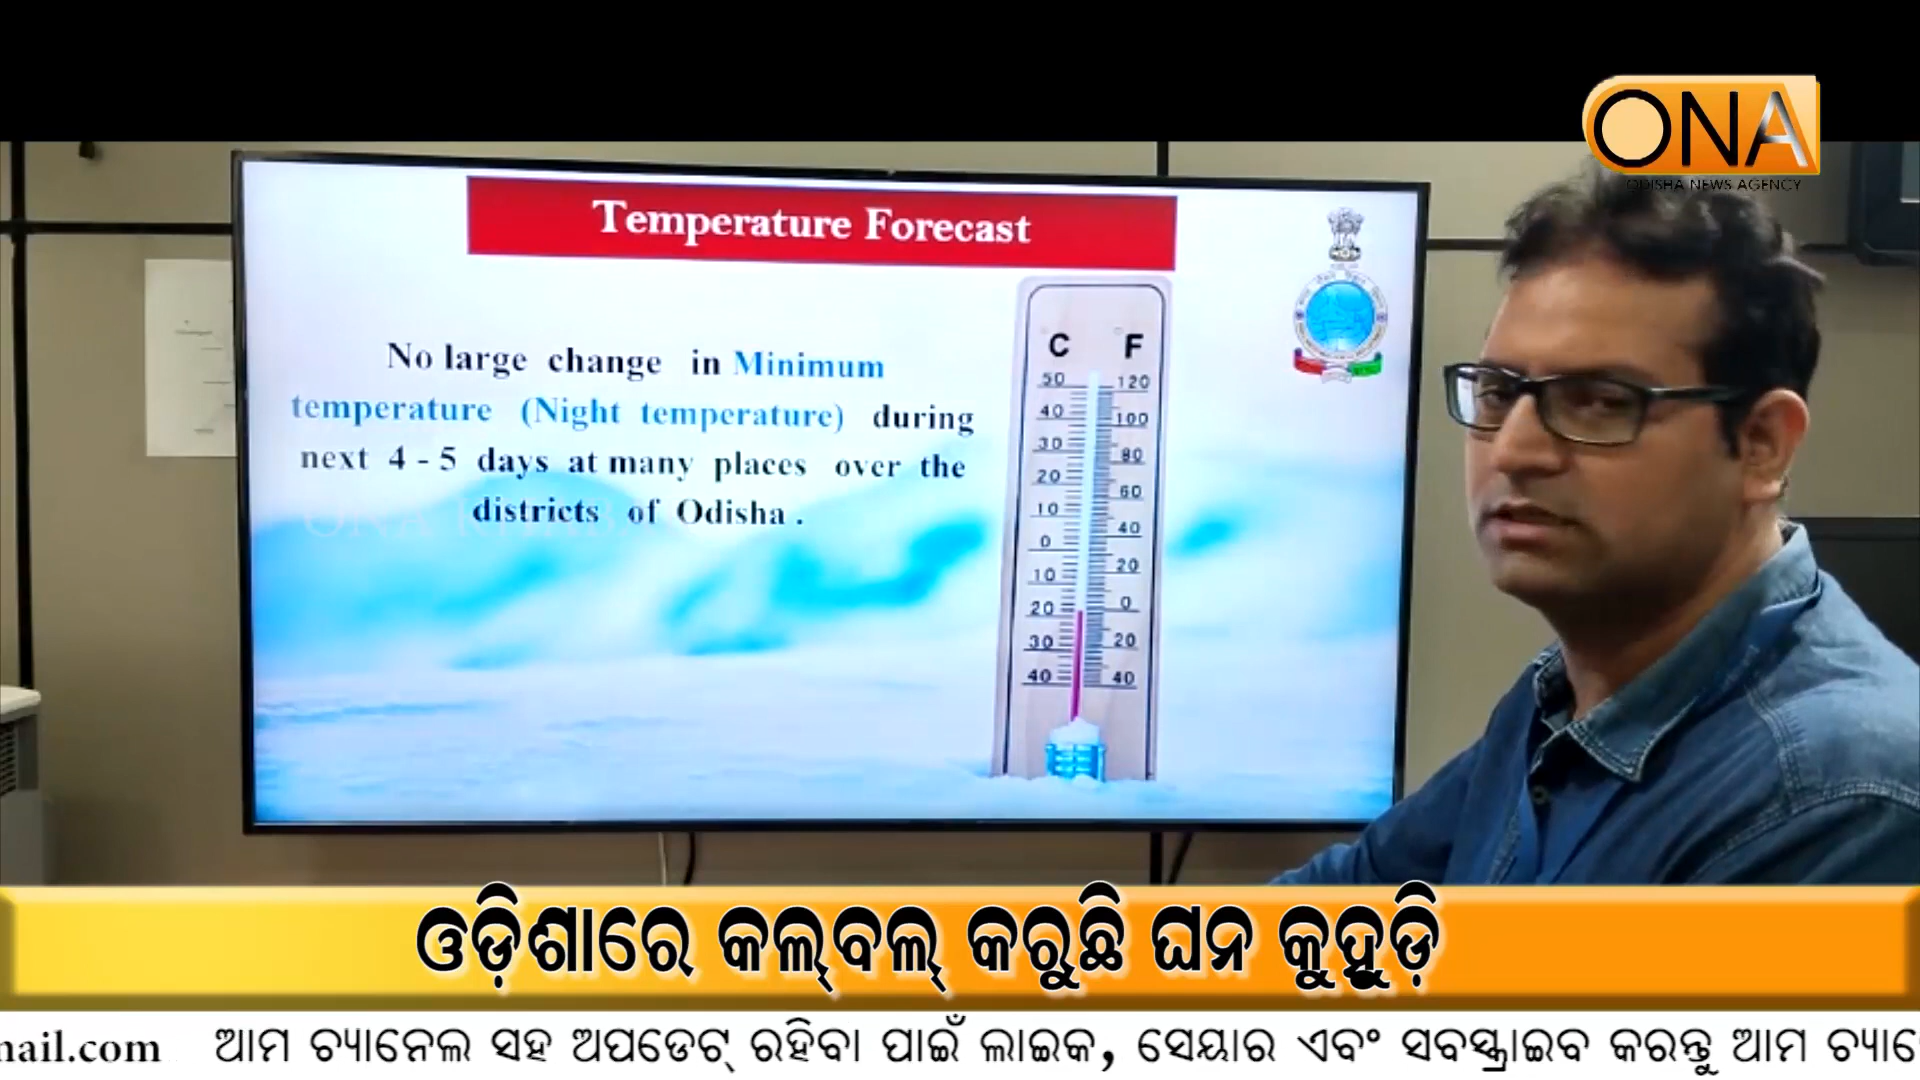 ONA
ODISHA NEWS AGENCY
Temperature Forecast
No large change in Minimum
temperature (Night temperature) during
next 4 - 5 days at many places over the
districts of Odisha .
C F
50 120
40 100
30 80
20 60
10 40
0 20
10 0
20 20
30 40
40
ଓଡ଼ିଶାରେ କଲ୍‌ବଲ୍ କରୁଛି ଘନ କୁହୁଡ଼ି
mail.com ଆମ ଚ୍ୟାନେଲ ସହ ଅପଡେଟ୍ ରହିବା ପାଇଁ ଲାଇକ, ସେୟାର ଏବଂ ସବସ୍କ୍ରାଇବ କରନ୍ତୁ ଆମ